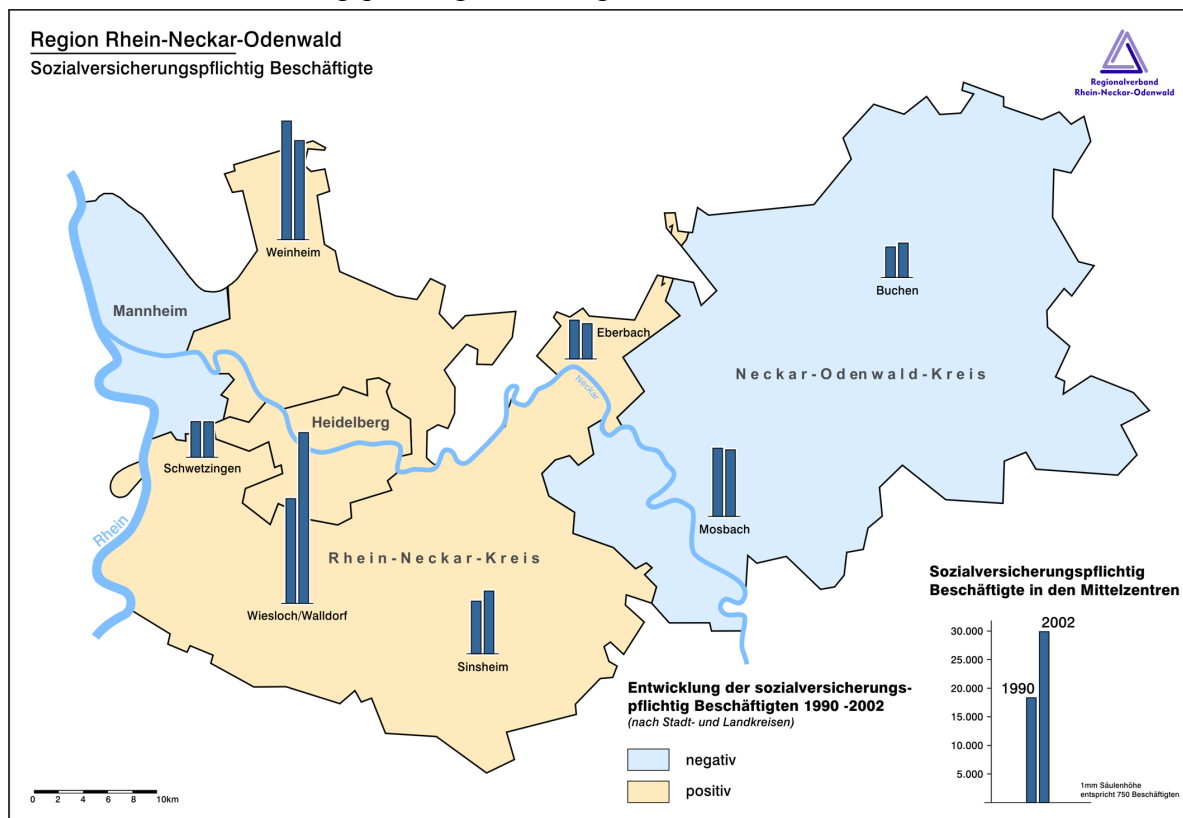 Region Rhein-Neckar-Odenwald
Sozialversicherungspflichtig Beschäftigte
Regionalverband
Rhein-Neckar-Odenwald
Weinheim
Mannheim
Buchen
Eberbach
Neckar
Neckar-Odenwald-Kreis
Heidelberg
Schwetzingen
Rhein
Mosbach
Rhein-Neckar-Kreis
Wiesloch/Walldorf
Sinsheim
Sozialversicherungspflichtig
Beschäftigte in den Mittelzentren
2002
1990
30.000
25.000
20.000
15.000
10.000
5.000
1mm Säulenhöhe
entspricht 750 Beschäftigten
Entwicklung der sozialversicherungs-
pflichtig Beschäftigten 1990 -2002
(nach Stadt- und Landkreisen)
negativ
positiv
0 2 4 6 8 10km